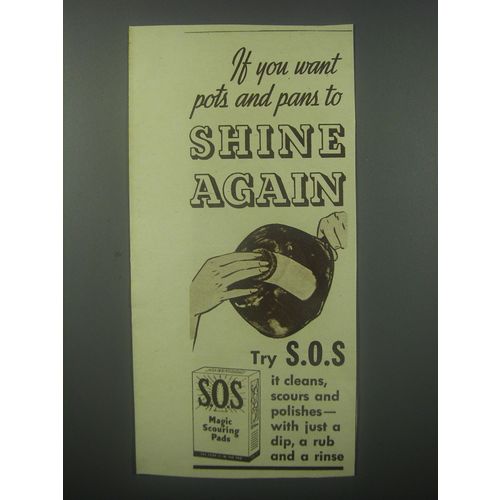 If you want
pots and pans to
SHINE
AGAIN
Try S.O.S
it cleans,
scours and
polishes—
with just a
dip, a rub
and a rinse
S.O.S
Magic
Scouring
Pads